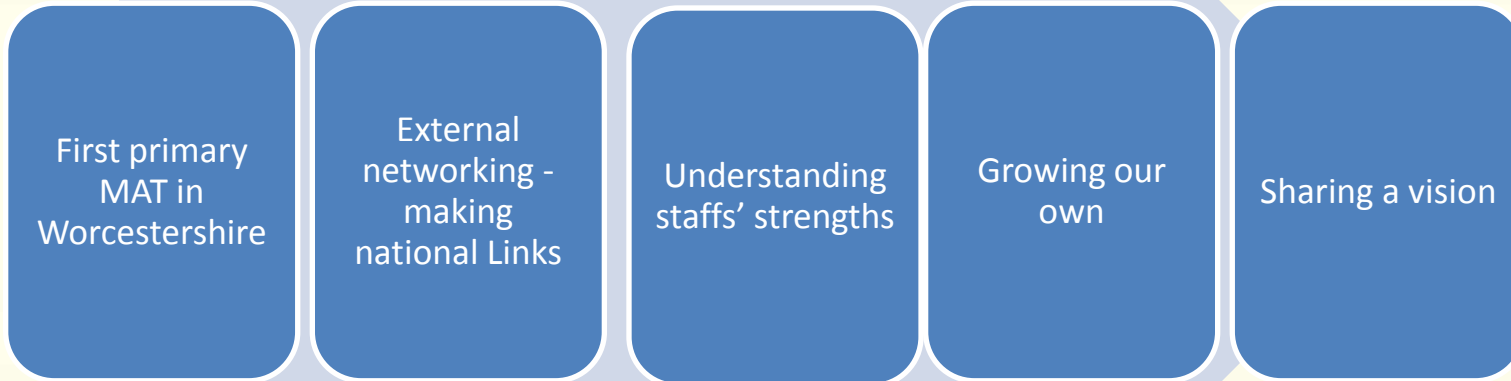 First primary
MAT in
Worcestershire
External
networking -
making
national Links
Understanding
staffs’ strengths
Growing our
own
Sharing a vision